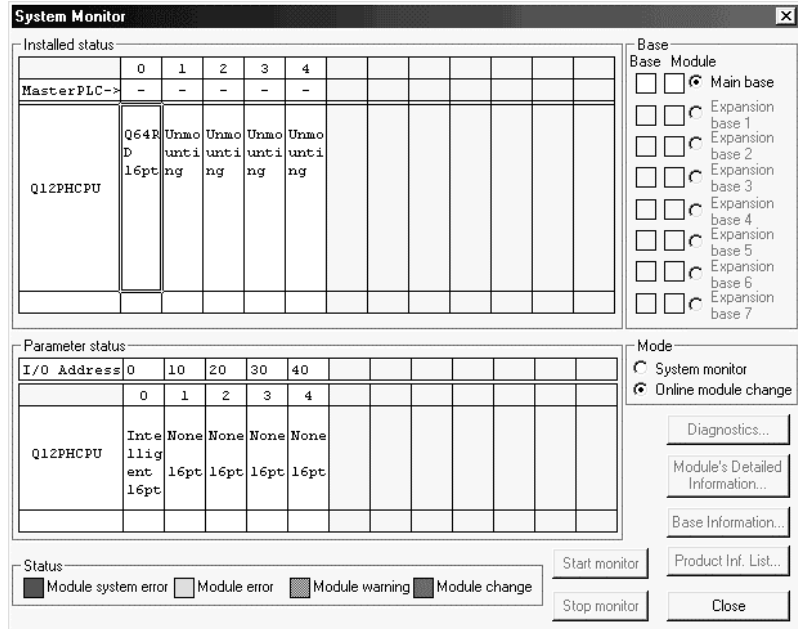 System Monitor
Installed status
0 1 2 3 4
MasterPLC-> - - - - -
Q12PHCPU
Q64R Unmo Unmo Unmo Unmo
D unti unti unti unti
16pt ng ng ng ng
Base
Base Module
Main base
Expansion
base 1
Expansion
base 2
Expansion
base 3
Expansion
base 4
Expansion
base 5
Expansion
base 6
Expansion
base 7
Parameter status
I/O Address 0 10 20 30 40
0 1 2 3 4
Q12PHCPU
Inte None None None None
llig
ent 16pt 16pt 16pt 16pt
16pt
Mode
System monitor
Online module change
Diagnostics...
Module's Detailed
Information...
Base Information...
Product Inf. List...
Status
Module system error Module error Module warning Module change
Start monitor
Stop monitor
Close